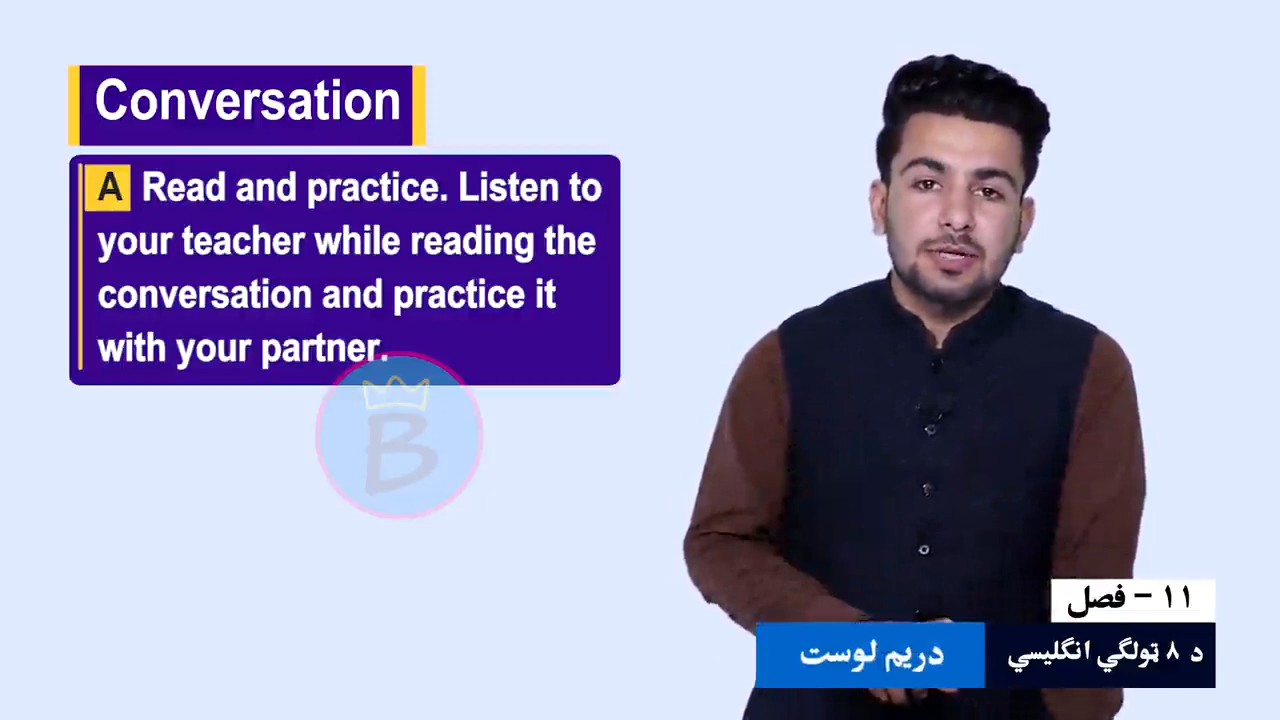 Conversation
A Read and practice. Listen to
your teacher while reading the
conversation and practice it
with your partner.
B
۱۱ - فصل
د ۸ ټولګي انګلیسي
دریم لوست